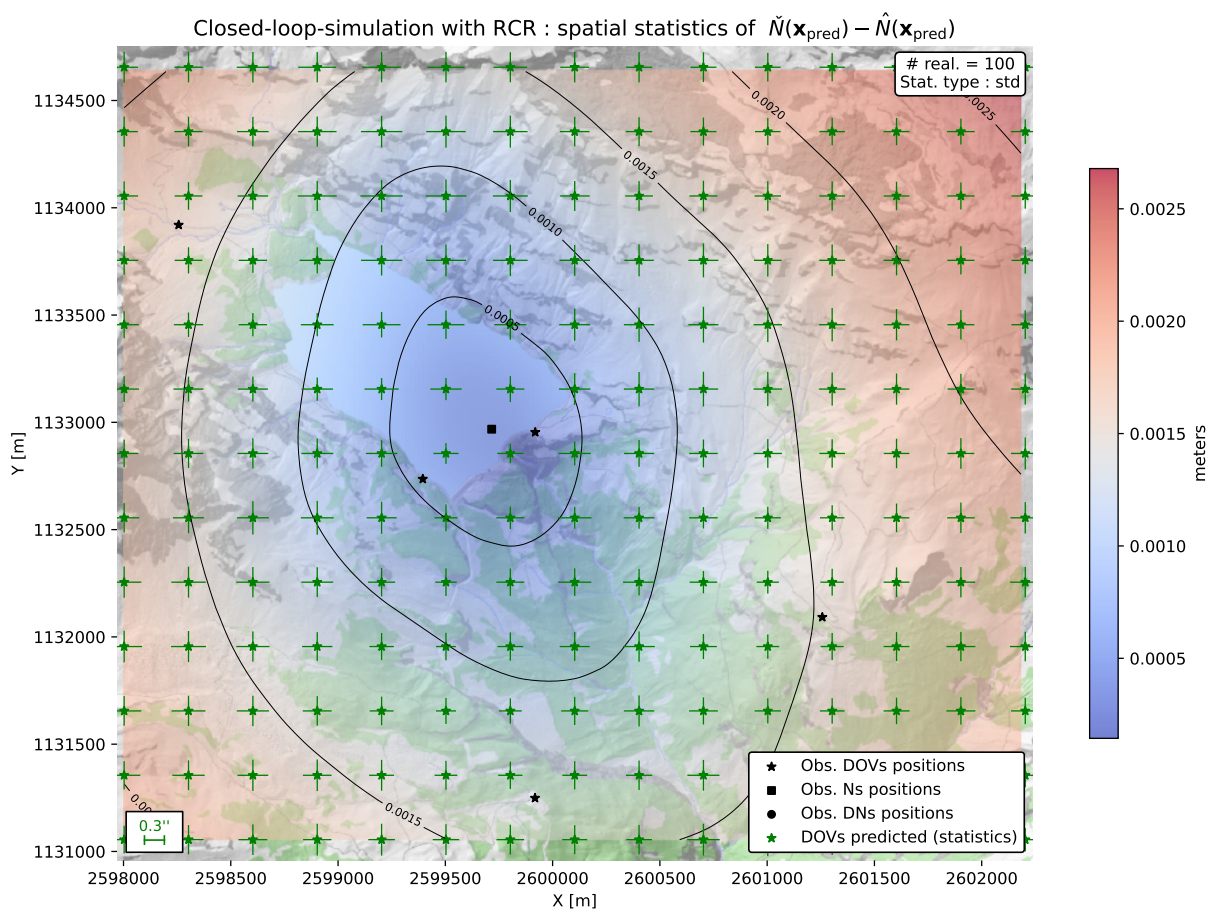 Closed-loop-simulation with RCR : spatial statistics of Ň(x_pred) − N̂(x_pred)
# real. = 100
Stat. type : std
1134500
1134000
1133500
1133000
1132500
1132000
1131500
1131000
Y [m]
0.0020
0.0025
0.0015
0.0010
0.0005
0.0015
0.3''
Obs. DOVs positions
Obs. Ns positions
Obs. DNs positions
DOVs predicted (statistics)
2598000 2598500 2599000 2599500 2600000 2600500 2601000 2601500 2602000
X [m]
0.0025
0.0020
0.0015
0.0010
0.0005
meters